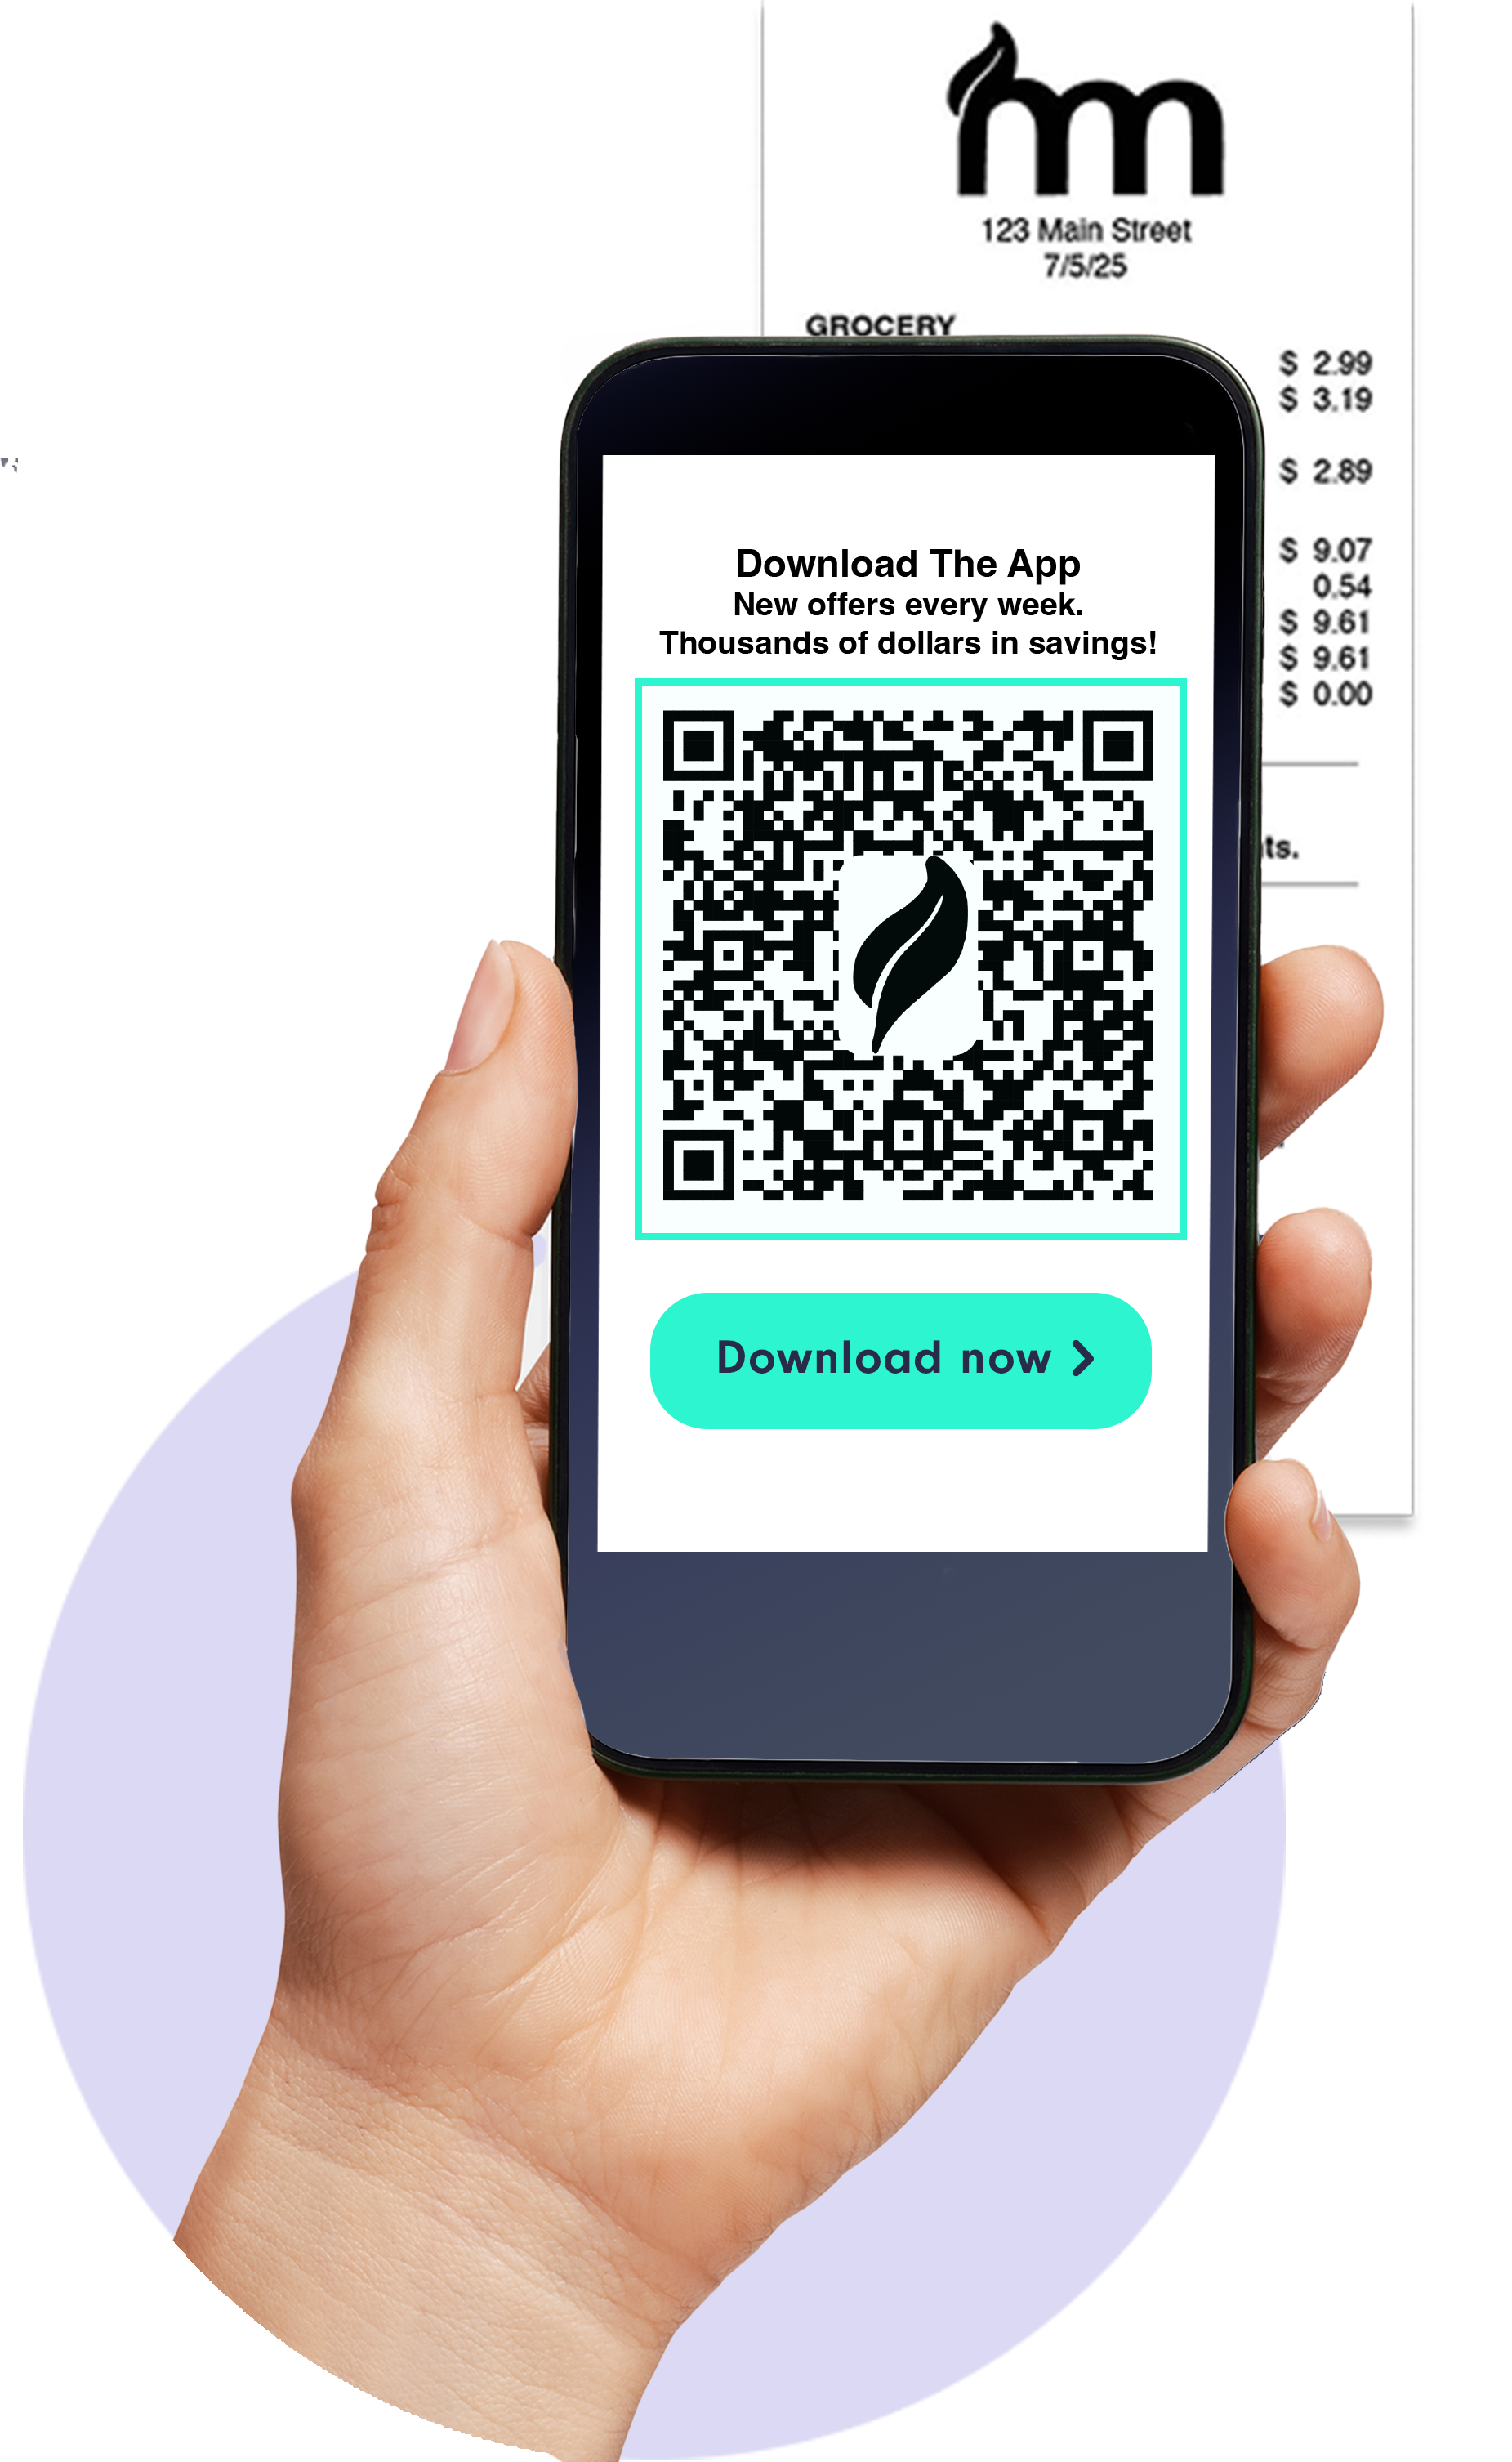 123 Main Street
7/5/25
GROCERY
$ 2.99
$ 3.19
$ 2.89
$ 9.07
0.54
$ 9.61
$ 9.61
$ 0.00
ts.
Download The App
New offers every week.
Thousands of dollars in savings!
Download now